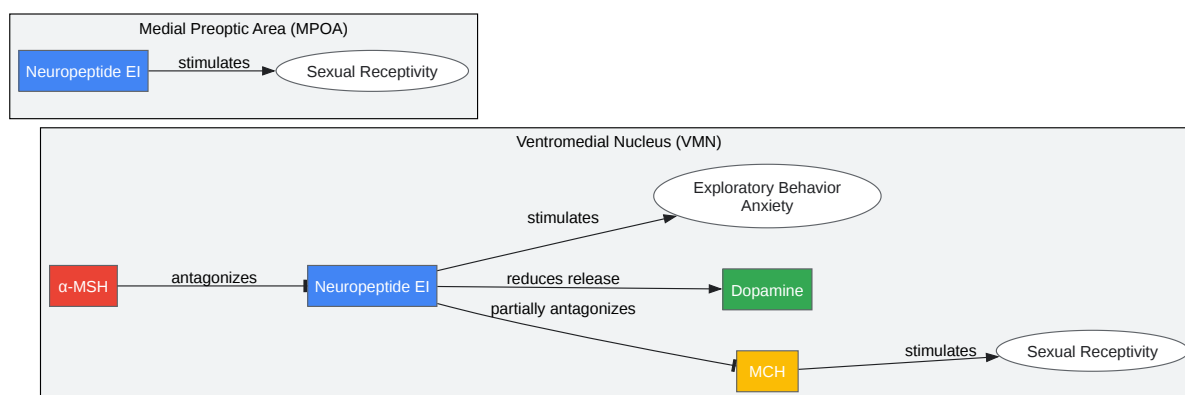 Medial Preoptic Area (MPOA)
Neuropeptide EI
stimulates
Sexual Receptivity
Ventromedial Nucleus (VMN)
Exploratory Behavior
Anxiety
stimulates
α-MSH
antagonizes
Neuropeptide EI
reduces release
Dopamine
partially antagonizes
MCH
stimulates
Sexual Receptivity